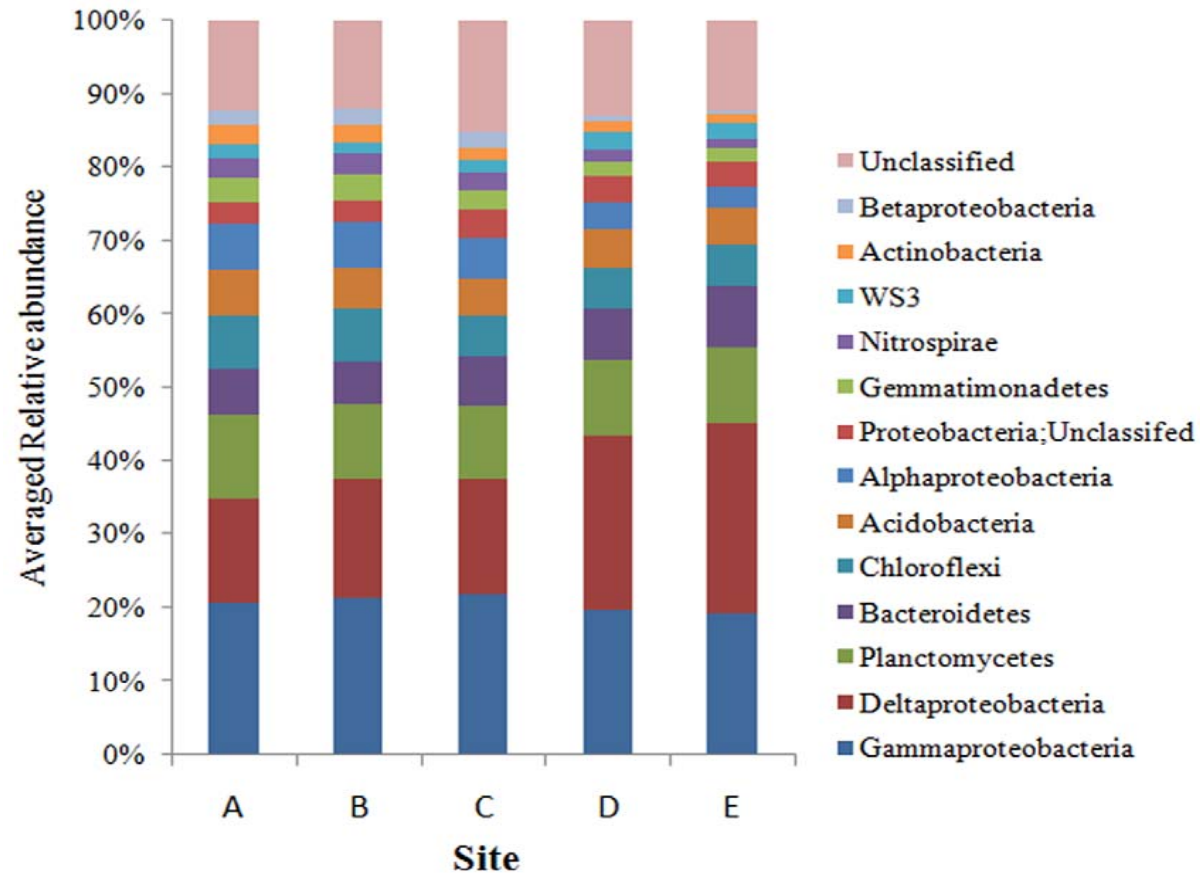 100%
90%
80%
70%
60%
50%
40%
30%
20%
10%
0%
Averaged Relative abundance
A B C D E
Site
Unclassified
Betaproteobacteria
Actinobacteria
WS3
Nitrospirae
Gemmatimonadetes
Proteobacteria;Unclassifed
Alphaproteobacteria
Acidobacteria
Chloroflexi
Bacteroidetes
Planctomycetes
Deltaproteobacteria
Gammaproteobacteria